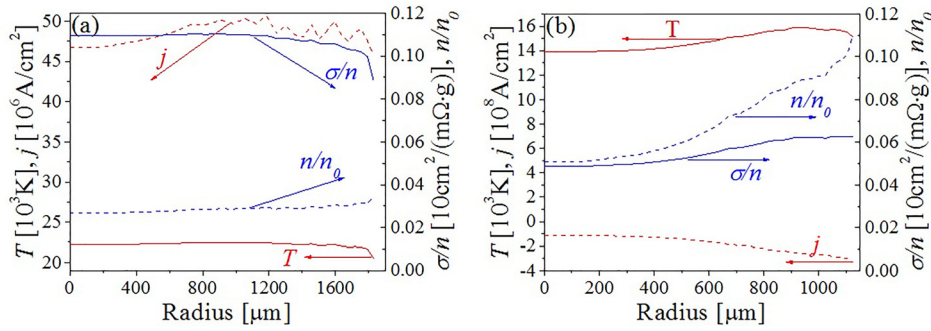 (a)
T [10³K], j [10⁶A/cm²]
50
45
40
35
30
25
20
j
σ/n
n/n₀
T
0.12
0.10
0.08
0.06
0.04
0.02
0.00
σ/n [10cm²/(mΩ·g)], n/n₀
0 400 800 1200 1600
Radius [μm]
(b)
T [10³K], j [10⁸A/cm²]
16
14
12
10
8
6
4
2
0
-2
-4
T
n/n₀
σ/n
j
0.12
0.10
0.08
0.06
0.04
0.02
0.00
σ/n [10cm²/(mΩ·g)], n/n₀
0 200 400 600 800 1000
Radius [μm]